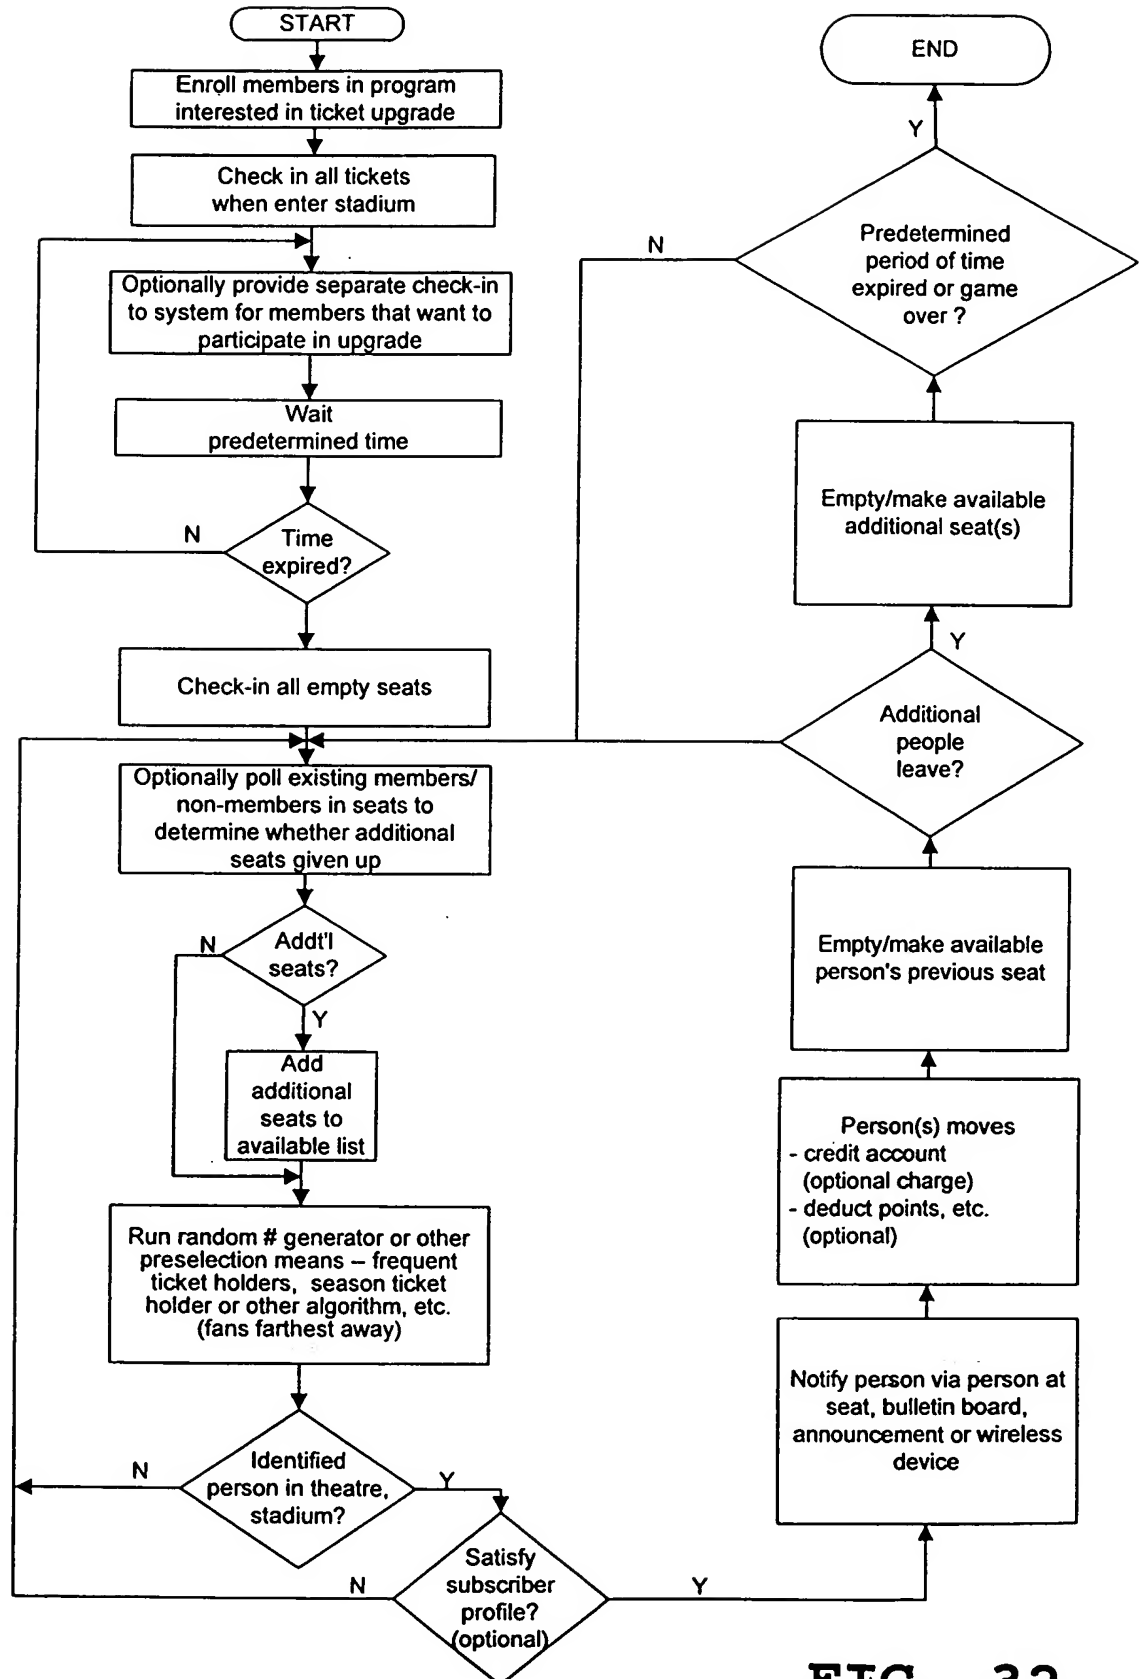 START
Enroll members in program
interested in ticket upgrade
Check in all tickets
when enter stadium
Optionally provide separate check-in
to system for members that want to
participate in upgrade
Wait
predetermined time
N
Time
expired?
Check-in all empty seats
Optionally poll existing members/
non-members in seats to
determine whether additional
seats given up
N
Addt'l
seats?
Y
Add
additional
seats to
available list
Run random # generator or other
preselection means – frequent
ticket holders, season ticket
holder or other algorithm, etc.
(fans farthest away)
N
Identified
person in theatre,
stadium?
Y
N
Satisfy
subscriber
profile?
(optional)
Y
Notify person via person at
seat, bulletin board,
announcement or wireless
device
Person(s) moves
- credit account
(optional charge)
- deduct points, etc.
(optional)
Empty/make available
person's previous seat
Additional
people
leave?
Y
Empty/make available
additional seat(s)
N
Predetermined
period of time
expired or game
over ?
Y
END